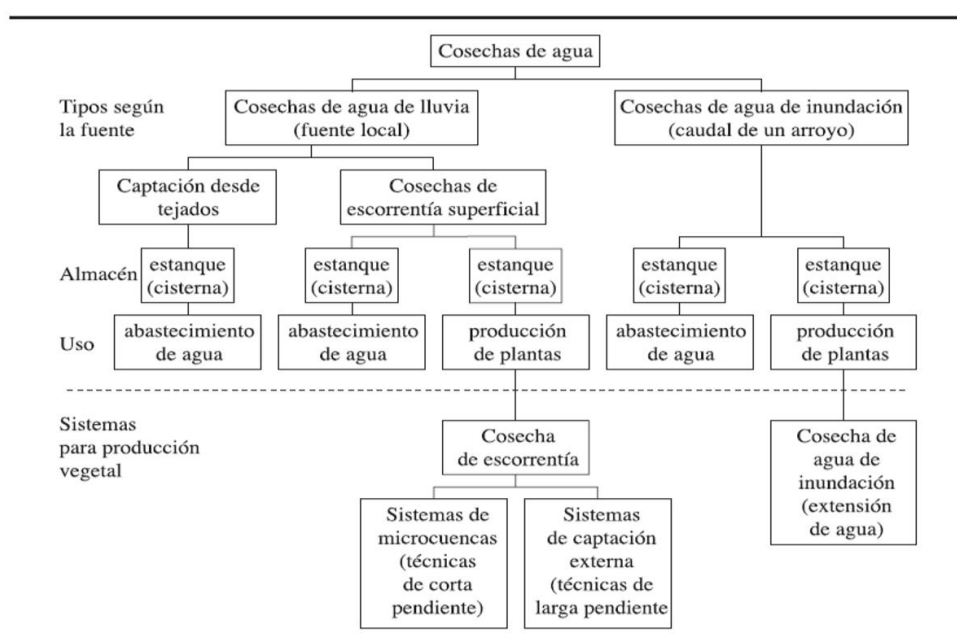 Cosechas de agua
Tipos según
la fuente
Cosechas de agua de lluvia
(fuente local)
Cosechas de agua de inundación
(caudal de un arroyo)
Captación desde
tejados
Cosechas de
escorrentía superficial
Almacén
estanque
(cisterna)
estanque
(cisterna)
estanque
(cisterna)
estanque
(cisterna)
estanque
(cisterna)
Uso
abastecimiento
de agua
abastecimiento
de agua
producción
de plantas
abastecimiento
de agua
producción
de plantas
Sistemas
para producción
vegetal
Cosecha
de escorrentía
Cosecha de
agua de
inundación
(extensión
de agua)
Sistemas de
microcuencas
(técnicas
de corta
pendiente)
Sistemas
de captación
externa
(técnicas de
larga pendiente